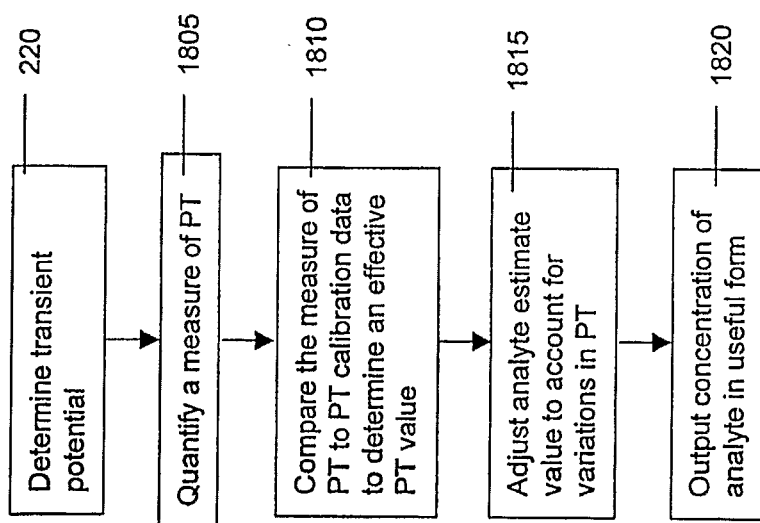 220
Determine transient
potential
1805
Quantify a measure of PT
1810
Compare the measure of
PT to PT calibration data
to determine an effective
PT value
1815
Adjust analyte estimate
value to account for
variations in PT
1820
Output concentration of
analyte in useful form